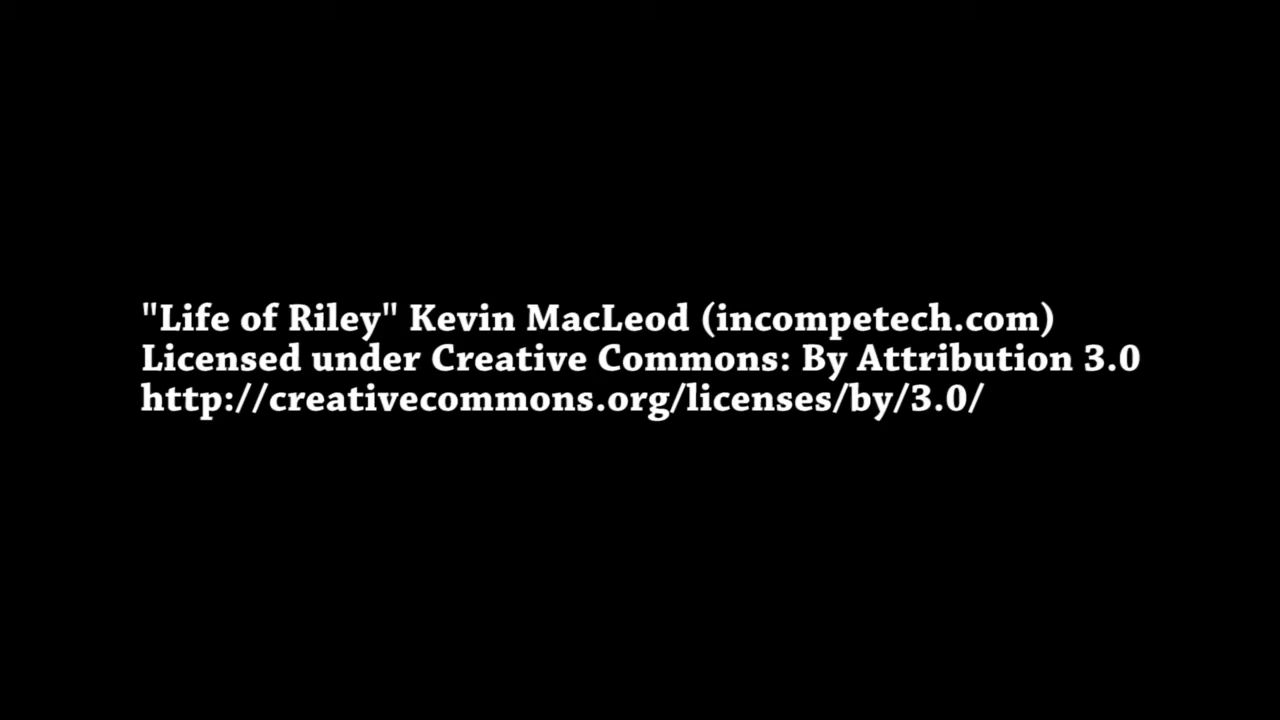 "Life of Riley" Kevin MacLeod (incompetech.com)
Licensed under Creative Commons: By Attribution 3.0
http://creativecommons.org/licenses/by/3.0/